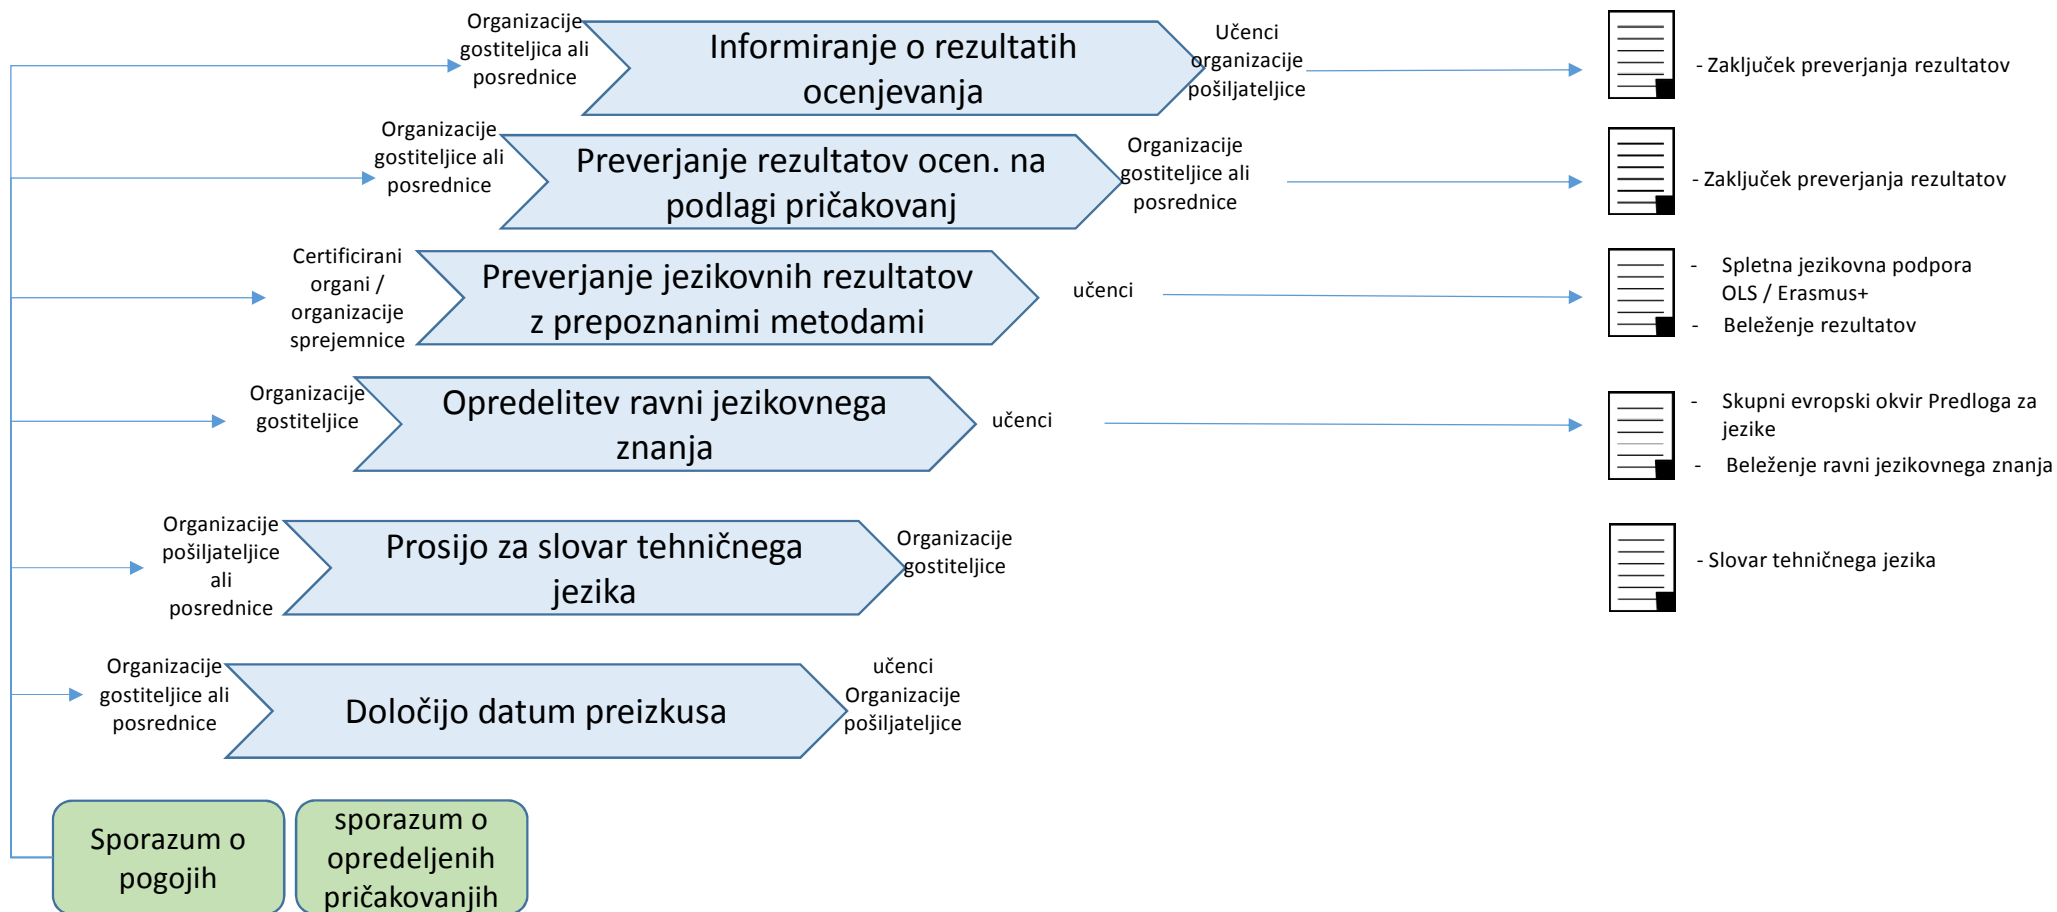 Organizacije
gostiteljica ali
posrednice
Informiranje o rezultatih
ocenjevanja
Učenci
organizacije
pošiljateljice
- Zaključek preverjanja rezultatov
Organizacije
gostiteljice ali
posrednice
Preverjanje rezultatov ocen. na
podlagi pričakovanj
Organizacije
gostiteljice ali
posrednice
- Zaključek preverjanja rezultatov
Certificirani
organi /
organizacije
sprejemnice
Preverjanje jezikovnih rezultatov
z prepoznanimi metodami
učenci
- Spletna jezikovna podpora
OLS / Erasmus+
- Beleženje rezultatov
Organizacije
gostiteljice
Opredelitev ravni jezikovnega
znanja
učenci
- Skupni evropski okvir Predloga za
jezike
- Beleženje ravni jezikovnega znanja
Organizacije
pošiljateljice
ali
posrednice
Prosijo za slovar tehničnega
jezika
Organizacije
gostiteljice
- Slovar tehničnega jezika
Organizacije
gostiteljice ali
posrednice
Določijo datum preizkusa
učenci
Organizacije
pošiljateljice
Sporazum o
pogojih
sporazum o
opredeljenih
pričakovanjih